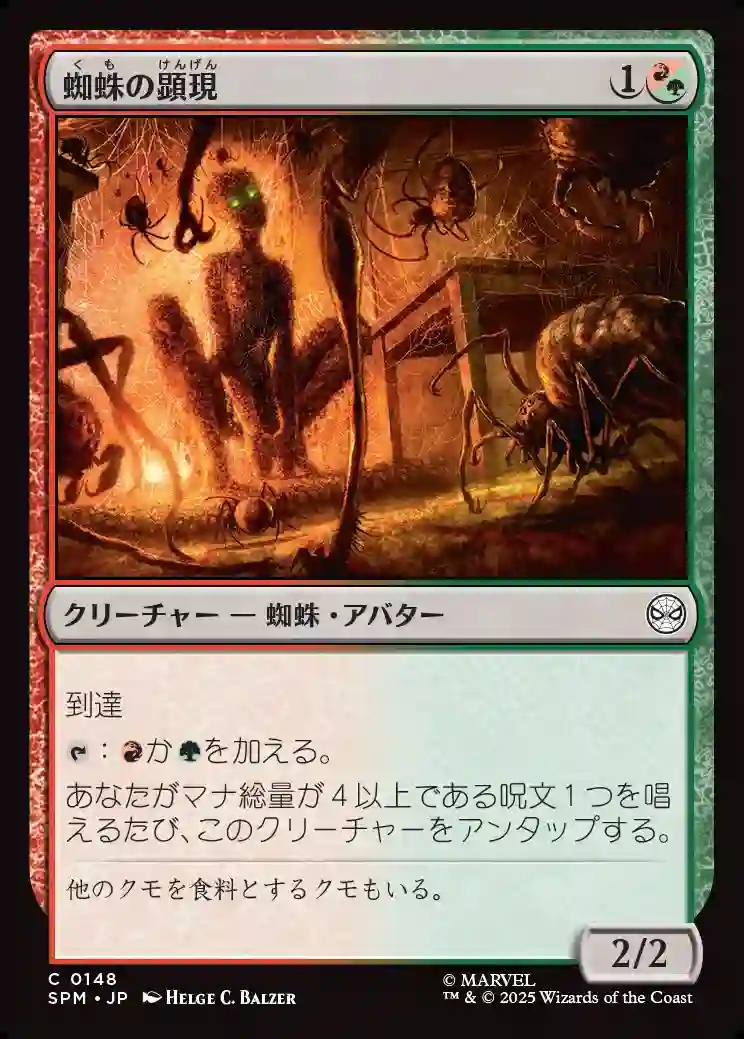 くも けんげん
蜘蛛の顕現 1
クリーチャー — 蜘蛛・アバター
到達
：か を加える。
あなたがマナ総量が4以上である呪文1つを唱
えるたび、このクリーチャーをアンタップする。
他のクモを食料とするクモもいる。
2/2
C 0148
SPM • JP HELGE C. BALZER
© MARVEL
™ & © 2025 Wizards of the Coast